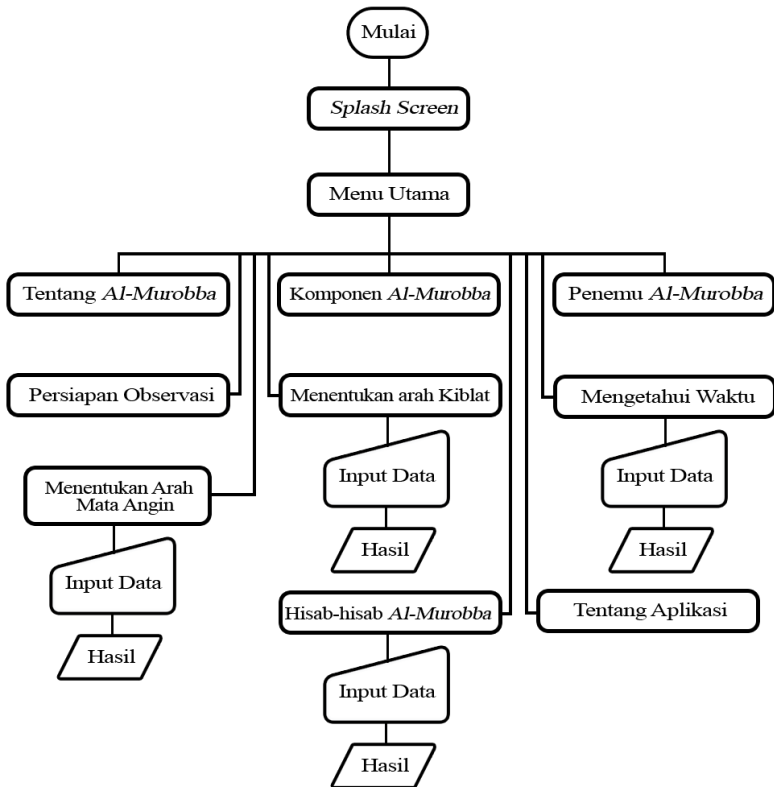 Mulai
Splash Screen
Menu Utama
Tentang Al-Murobba
Komponen Al-Murobba
Penemu Al-Murobba
Persiapan Observasi
Menentukan arah Kiblat
Mengetahui Waktu
Input Data
Input Data
Menentukan Arah
Mata Angin
Hasil
Hasil
Input Data
Hisab-hisab Al-Murobba
Tentang Aplikasi
Hasil
Input Data
Hasil